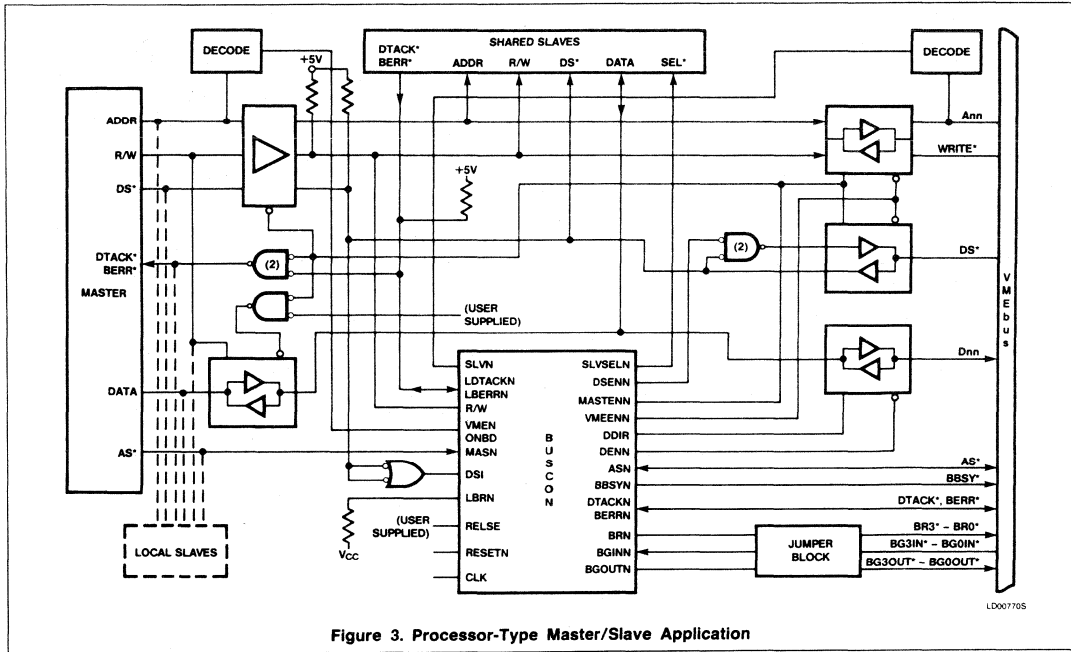 DECODE
+5V
DTACK*
BERR*
SHARED SLAVES
ADDR
R/W
DS*
DATA
SEL*
DECODE
ADDR
R/W
DS*
DTACK*
BERR*
MASTER
DATA
AS*
(2)
+5V
(USER
SUPPLIED)
(2)
Ann
WRITE*
DS*
Dnn
VMEbus
SLVN
LDTACKN
LBERRN
R/W
VMEN
ONBD
MASN
DSI
LBRN
RELSE
RESETN
CLK
BUSCON
SLVSELN
DSENN
MASTENN
VMEENN
DDIR
DENN
ASN
BBSYN
DTACKN
BERRN
BRN
BGINN
BGOUTN
(USER
SUPPLIED)
VCC
LOCAL SLAVES
JUMPER
BLOCK
AS*
BBSY*
DTACK*, BERR*
BR3* – BR0*
BG3IN* – BG0IN*
BG3OUT* – BG0OUT*
LD00770S
Figure 3. Processor-Type Master/Slave Application